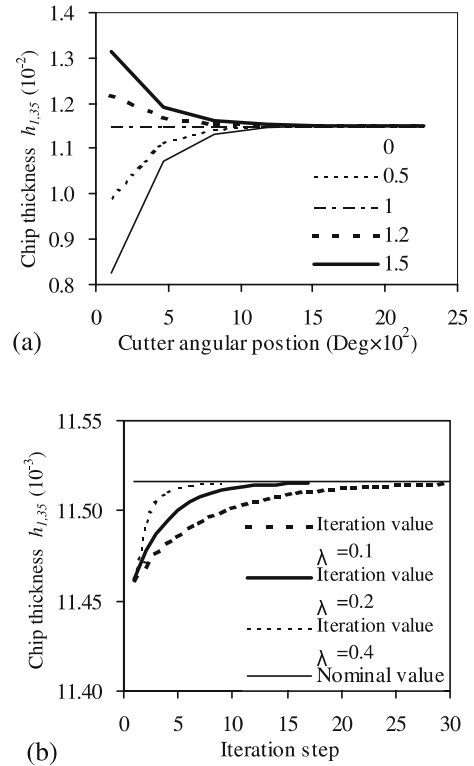 1.4
1.3
1.2
1.1
1.0
0.9
0.8
Chip thickness h1,35 (10-2)
0
0.5
1
1.2
1.5
0 5 10 15 20 25
(a) Cutter angular postion (Deg×10²)
11.55
11.50
11.45
11.40
Chip thickness h1,35 (10-3)
Iteration value
λ =0.1
Iteration value
λ =0.2
Iteration value
λ =0.4
Nominal value
0 5 10 15 20 25 30
(b) Iteration step